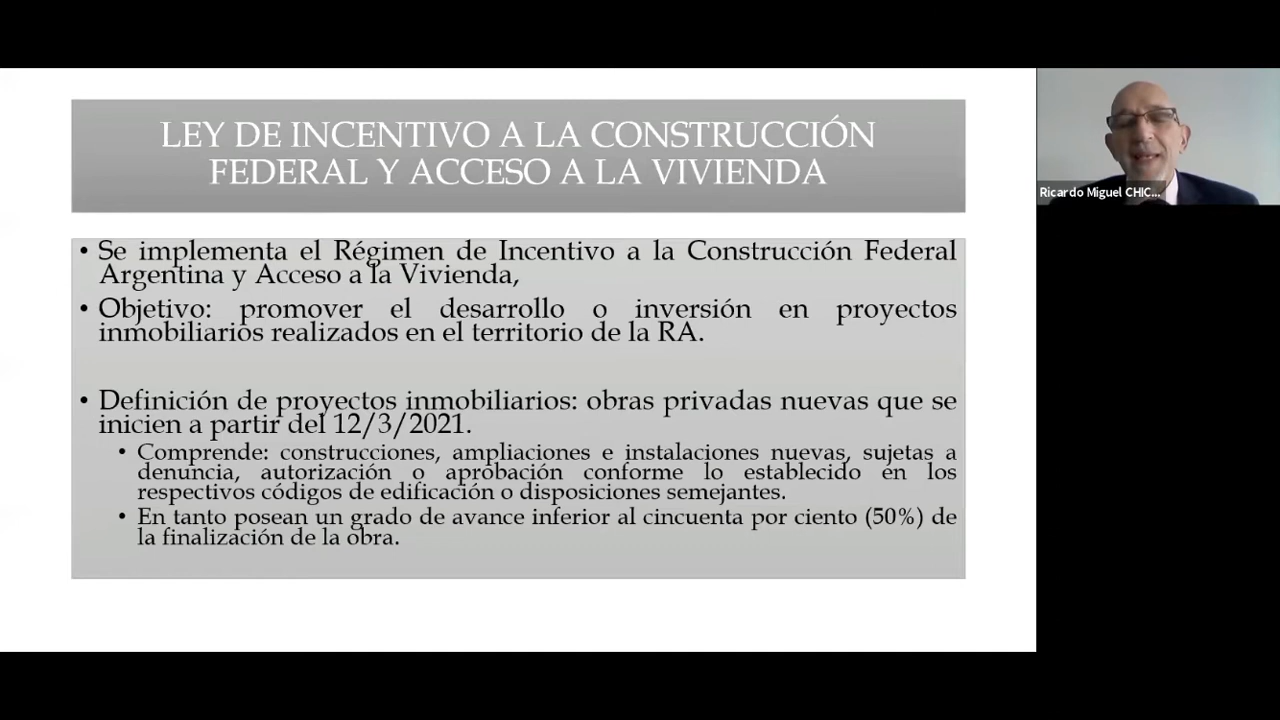 LEY DE INCENTIVO A LA CONSTRUCCIÓN
FEDERAL Y ACCESO A LA VIVIENDA
• Se implementa el Régimen de Incentivo a la Construcción Federal
Argentina y Acceso a la Vivienda,
• Objetivo: promover el desarrollo o inversión en proyectos
inmobiliarios realizados en el territorio de la RA.
• Definición de proyectos inmobiliarios: obras privadas nuevas que se
inicien a partir del 12/3/2021.
• Comprende: construcciones, ampliaciones e instalaciones nuevas, sujetas a
denuncia, autorización o aprobación conforme lo establecido en los
respectivos códigos de edificación o disposiciones semejantes.
• En tanto posean un grado de avance inferior al cincuenta por ciento (50%) de
la finalización de la obra.
Ricardo Miguel CHIC...